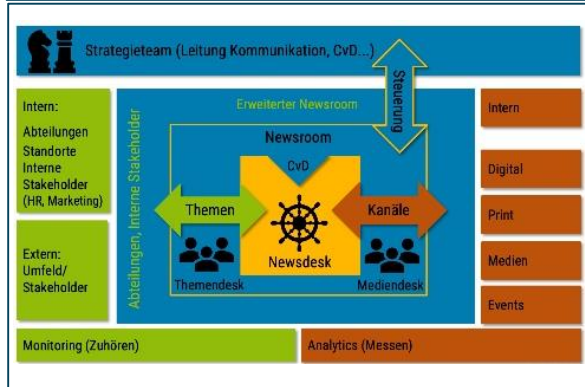 Strategieteam (Leitung Kommunikation, CvD...)
Steuerung
Intern:
Abteilungen
Standorte
Interne
Stakeholder
(HR, Marketing)
Extern:
Umfeld/
Stakeholder
Abteilungen, Interne Stakeholder
Erweiterter Newsroom
Newsroom
CvD
Themen
Kanäle
Newsdesk
Themendesk
Mediendesk
Intern
Digital
Print
Medien
Events
Monitoring (Zuhören)
Analytics (Messen)